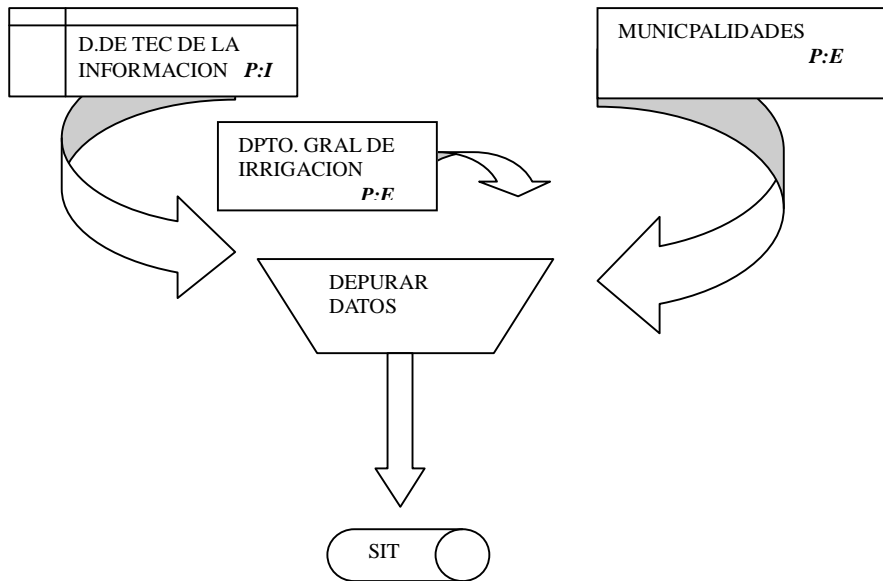 D.DE TEC DE LA
INFORMACION P:I
MUNICPALIDADES
P:E
DPTO. GRAL DE
IRRIGACION
P:E
DEPURAR
DATOS
SIT